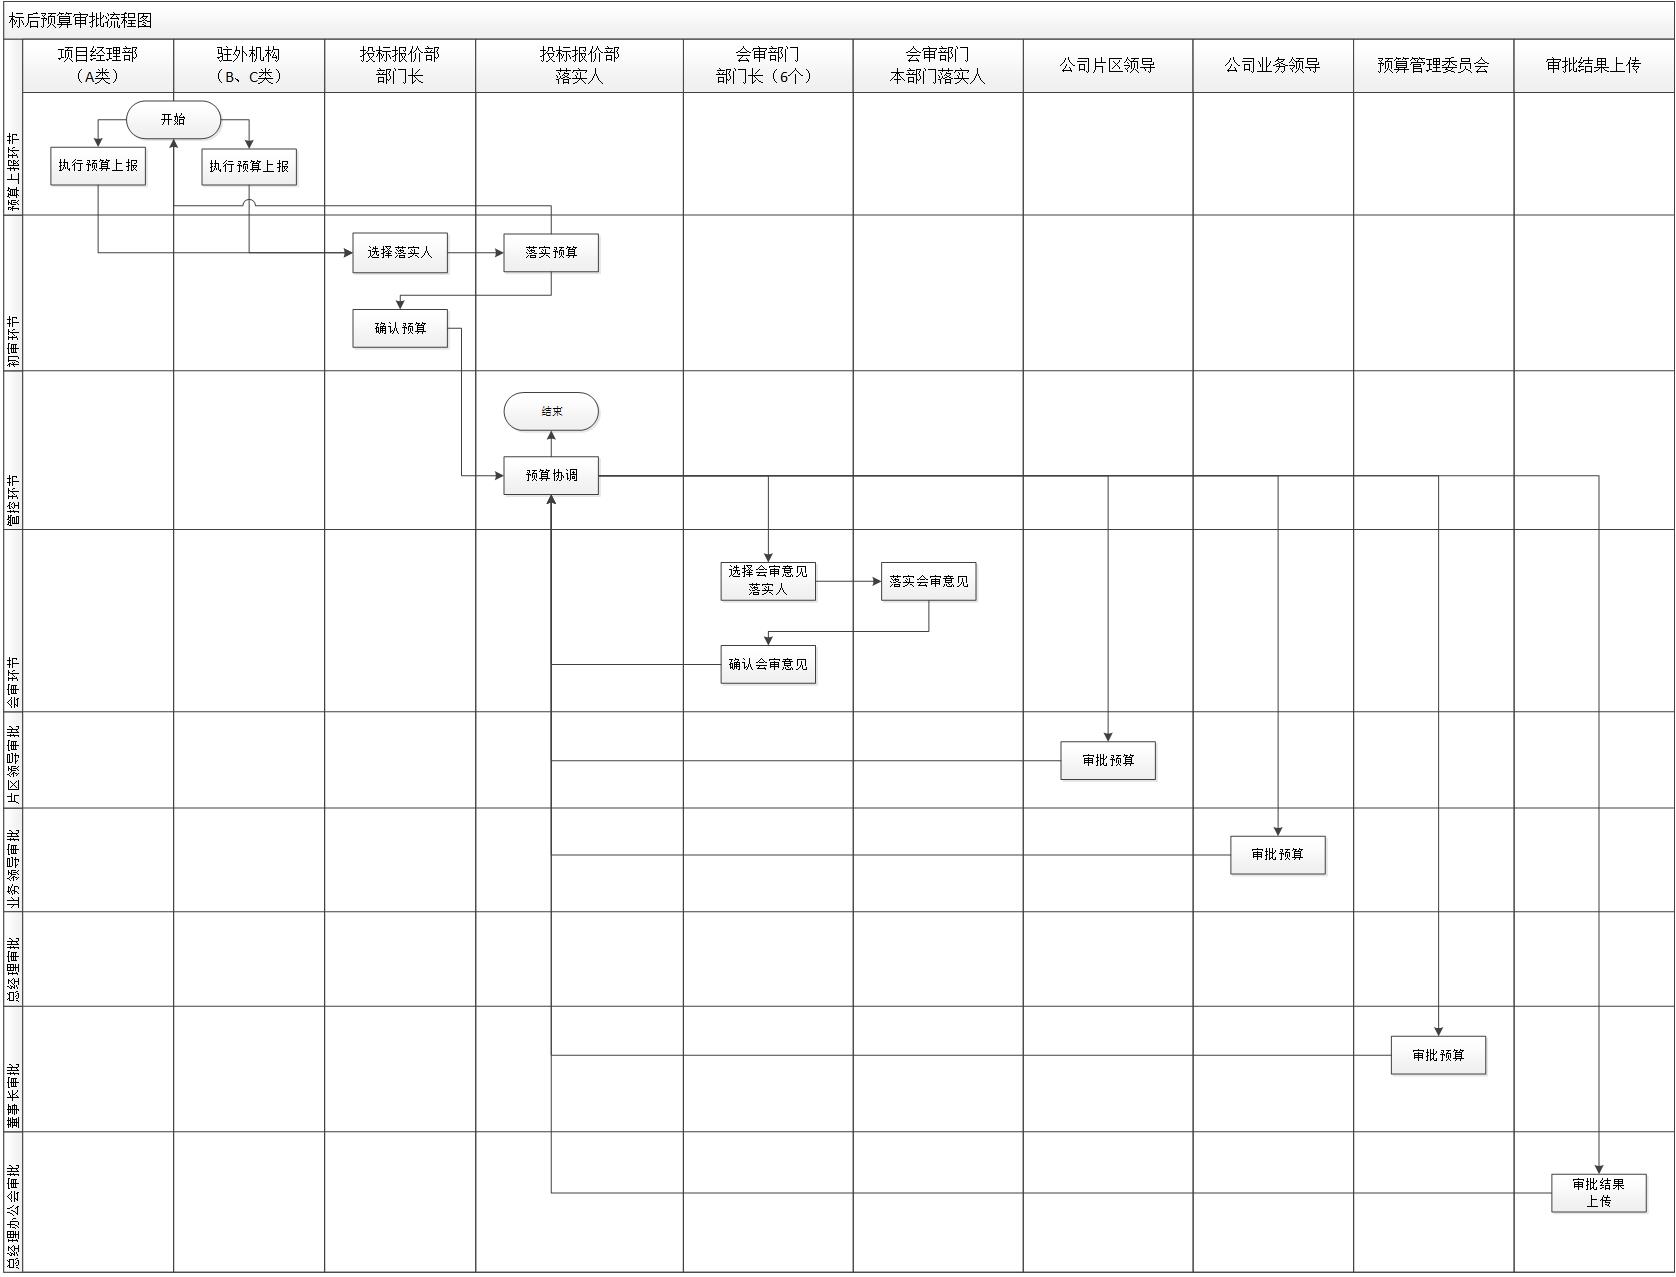 标后预算审批流程图
项目经理部
（A类）
驻外机构
（B、C类）
投标报价部
部门长
投标报价部
落实人
会审部门
部门长（6个）
会审部门
本部门落实人
公司片区领导
公司业务领导
预算管理委员会
审批结果上传
预算上报环节
开始
执行预算上报
执行预算上报
初审环节
选择落实人
落实预算
确认预算
管控环节
结束
预算协调
会审环节
选择会审意见
落实人
落实会审意见
确认会审意见
片区领导审批
审批预算
业务领导审批
审批预算
总经理审批
董事长审批
审批预算
总经理办公会审批
审批结果
上传